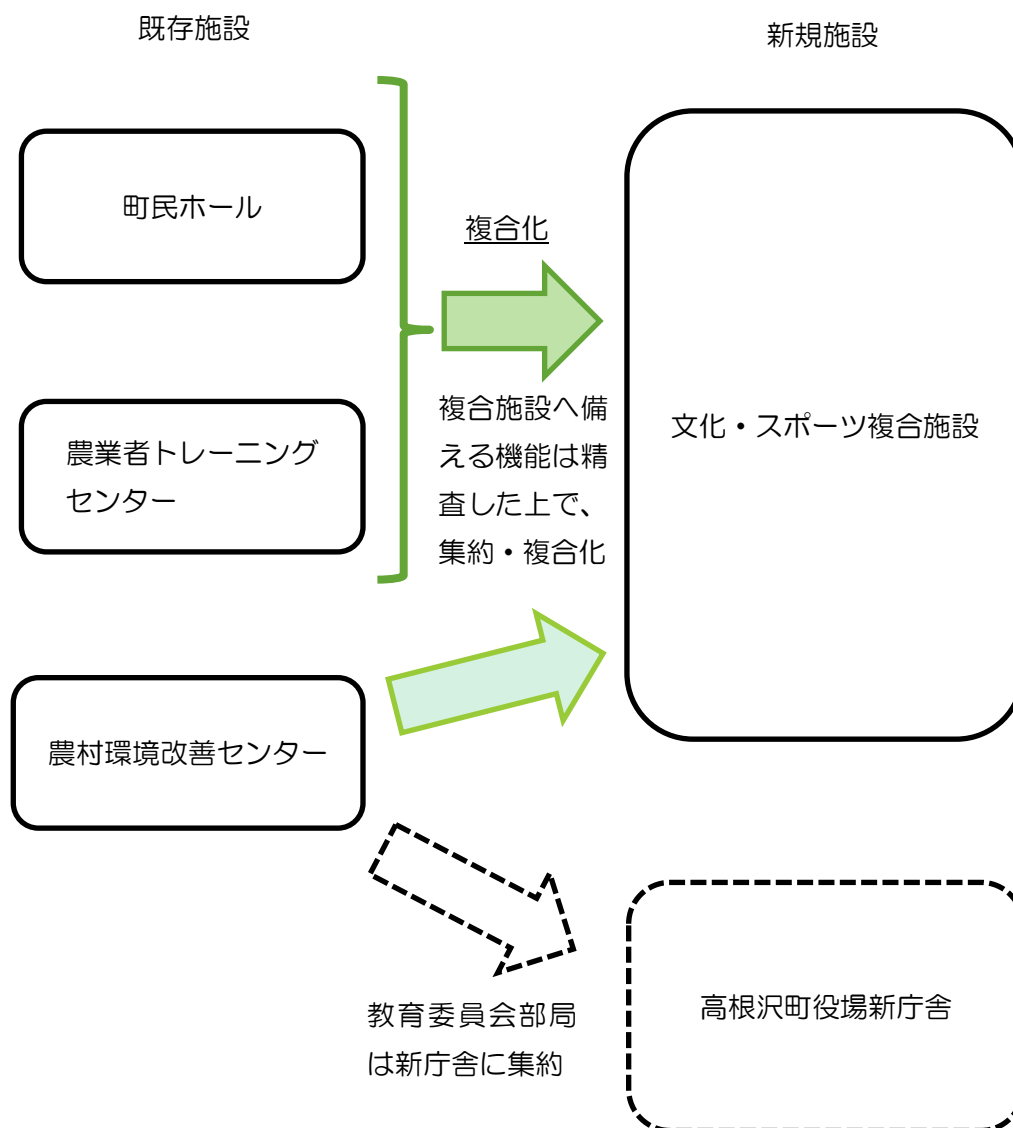 既存施設
新規施設
町民ホール
複合化
農業者トレーニング
センター
複合施設へ備
える機能は精
査した上で、
集約・複合化
文化・スポーツ複合施設
農村環境改善センター
教育委員会部局
は新庁舎に集約
高根沢町役場新庁舎